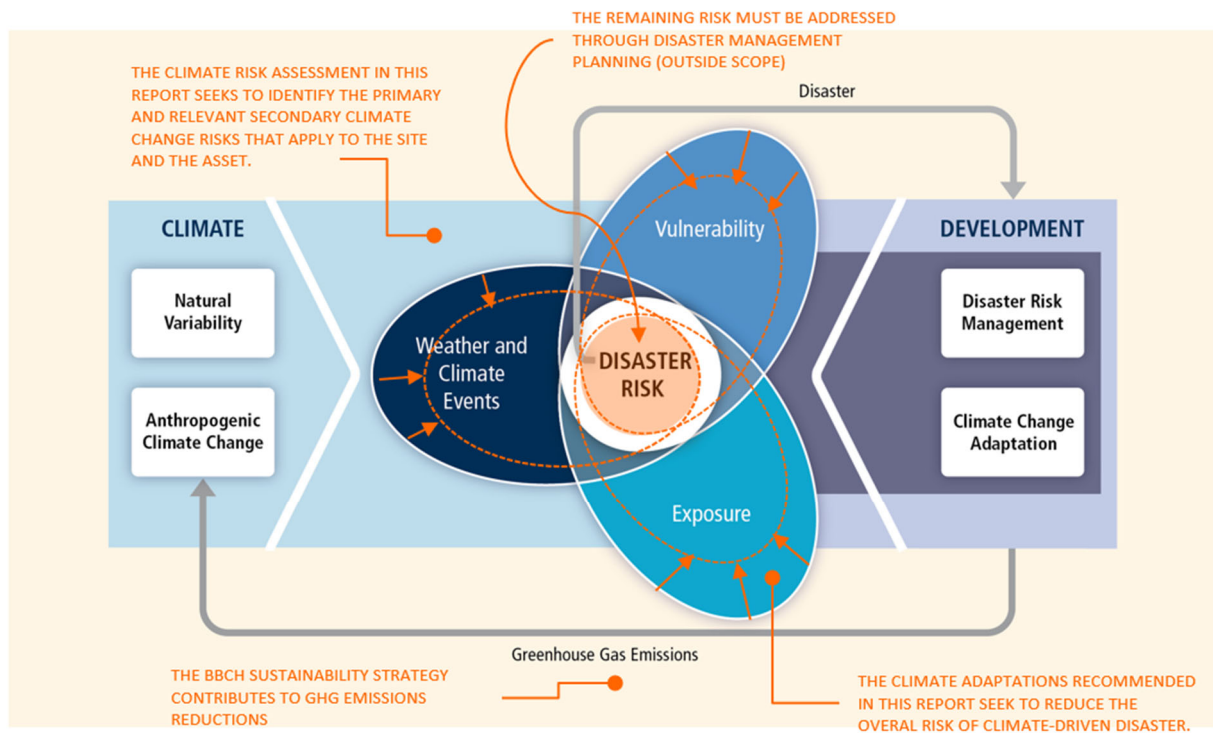 THE REMAINING RISK MUST BE ADDRESSED
THROUGH DISASTER MANAGEMENT
PLANNING (OUTSIDE SCOPE)
THE CLIMATE RISK ASSESSMENT IN THIS
REPORT SEEKS TO IDENTIFY THE PRIMARY
AND RELEVANT SECONDARY CLIMATE
CHANGE RISKS THAT APPLY TO THE SITE
AND THE ASSET.
Disaster
CLIMATE
Natural
Variability
Anthropogenic
Climate Change
Vulnerability
Weather and
Climate
Events
DISASTER
RISK
Exposure
DEVELOPMENT
Disaster Risk
Management
Climate Change
Adaptation
Greenhouse Gas Emissions
THE BBCH SUSTAINABILITY STRATEGY
CONTRIBUTES TO GHG EMISSIONS
REDUCTIONS
THE CLIMATE ADAPTATIONS RECOMMENDED
IN THIS REPORT SEEK TO REDUCE THE
OVERAL RISK OF CLIMATE-DRIVEN DISASTER.